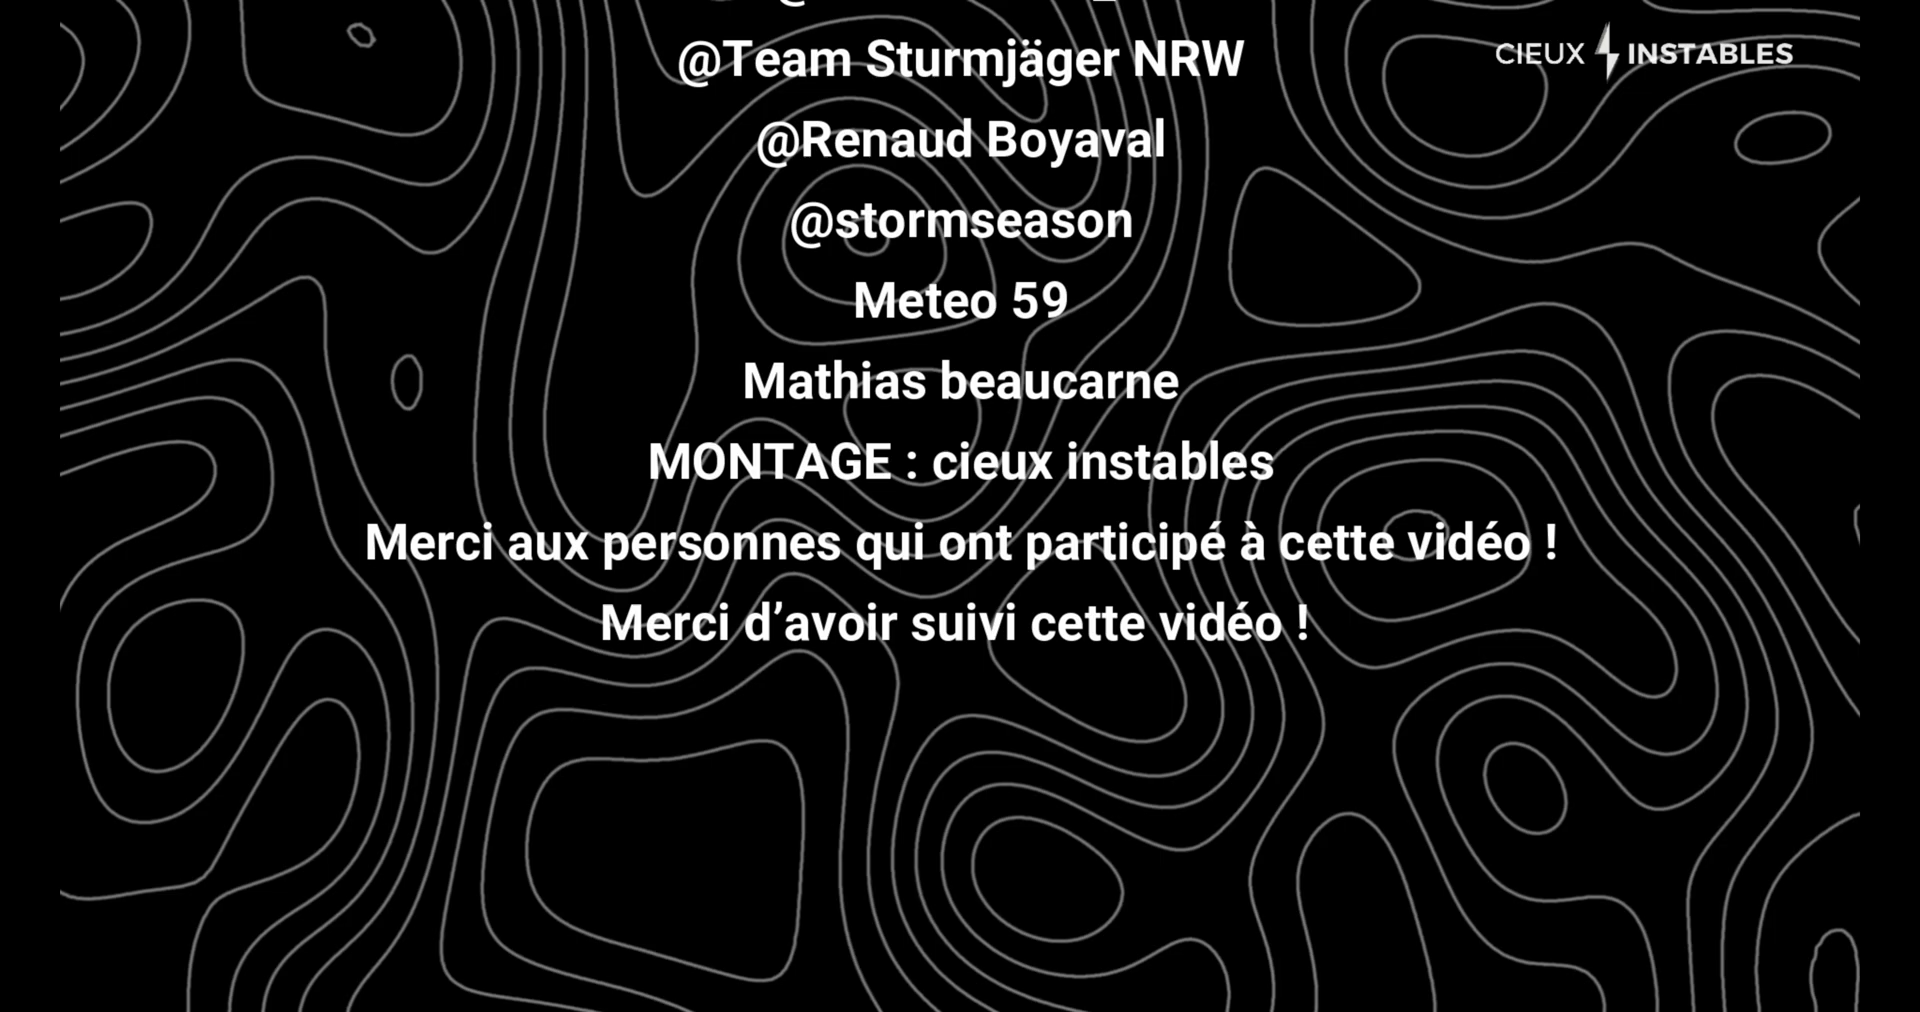 @Team Sturmjäger NRW
CIEUX INSTABLES
@Renaud Boyaval
@stormseason
Meteo 59
Mathias beaucarne
MONTAGE : cieux instables
Merci aux personnes qui ont participé à cette vidéo !
Merci d’avoir suivi cette vidéo !